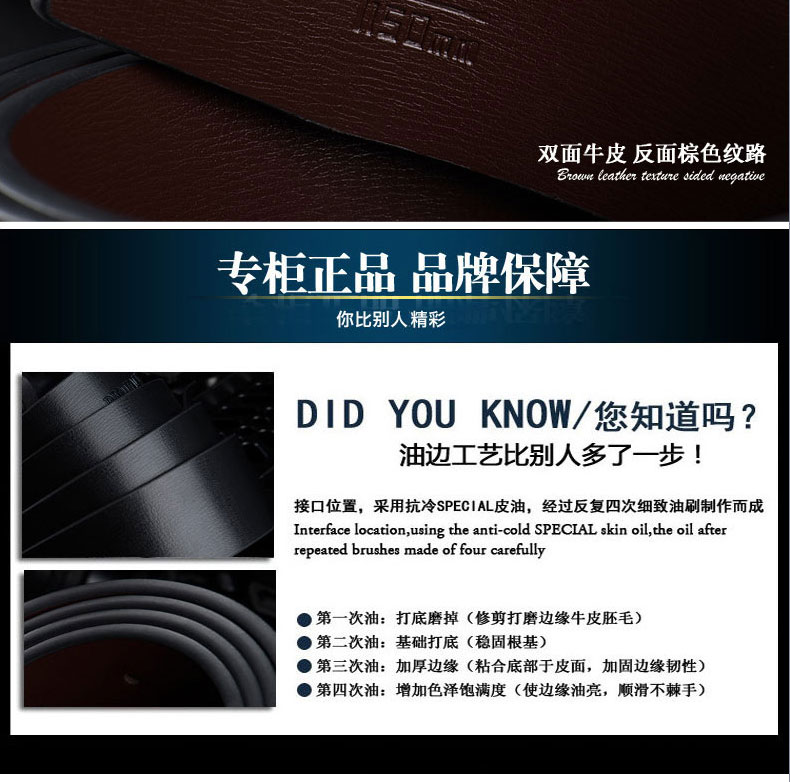 双面牛皮 反面棕色纹路
Brown leather texture sided negative
专柜正品 品牌保障
你比别人精彩
DID YOU KNOW/您知道吗?
油边工艺比别人多了一步！
接口位置，采用抗冷SPECIAL皮油，经过反复四次细致油刷制作而成
Interface location,using the anti-cold SPECIAL skin oil,the oil after
repeated brushes made of four carefully
第一次油：打底磨掉（修剪打磨边缘牛皮胚毛）
第二次油：基础打底（稳固根基）
第三次油：加厚边缘（粘合底部于皮面，加固边缘韧性）
第四次油：增加色泽饱满度（使边缘油亮，顺滑不棘手）